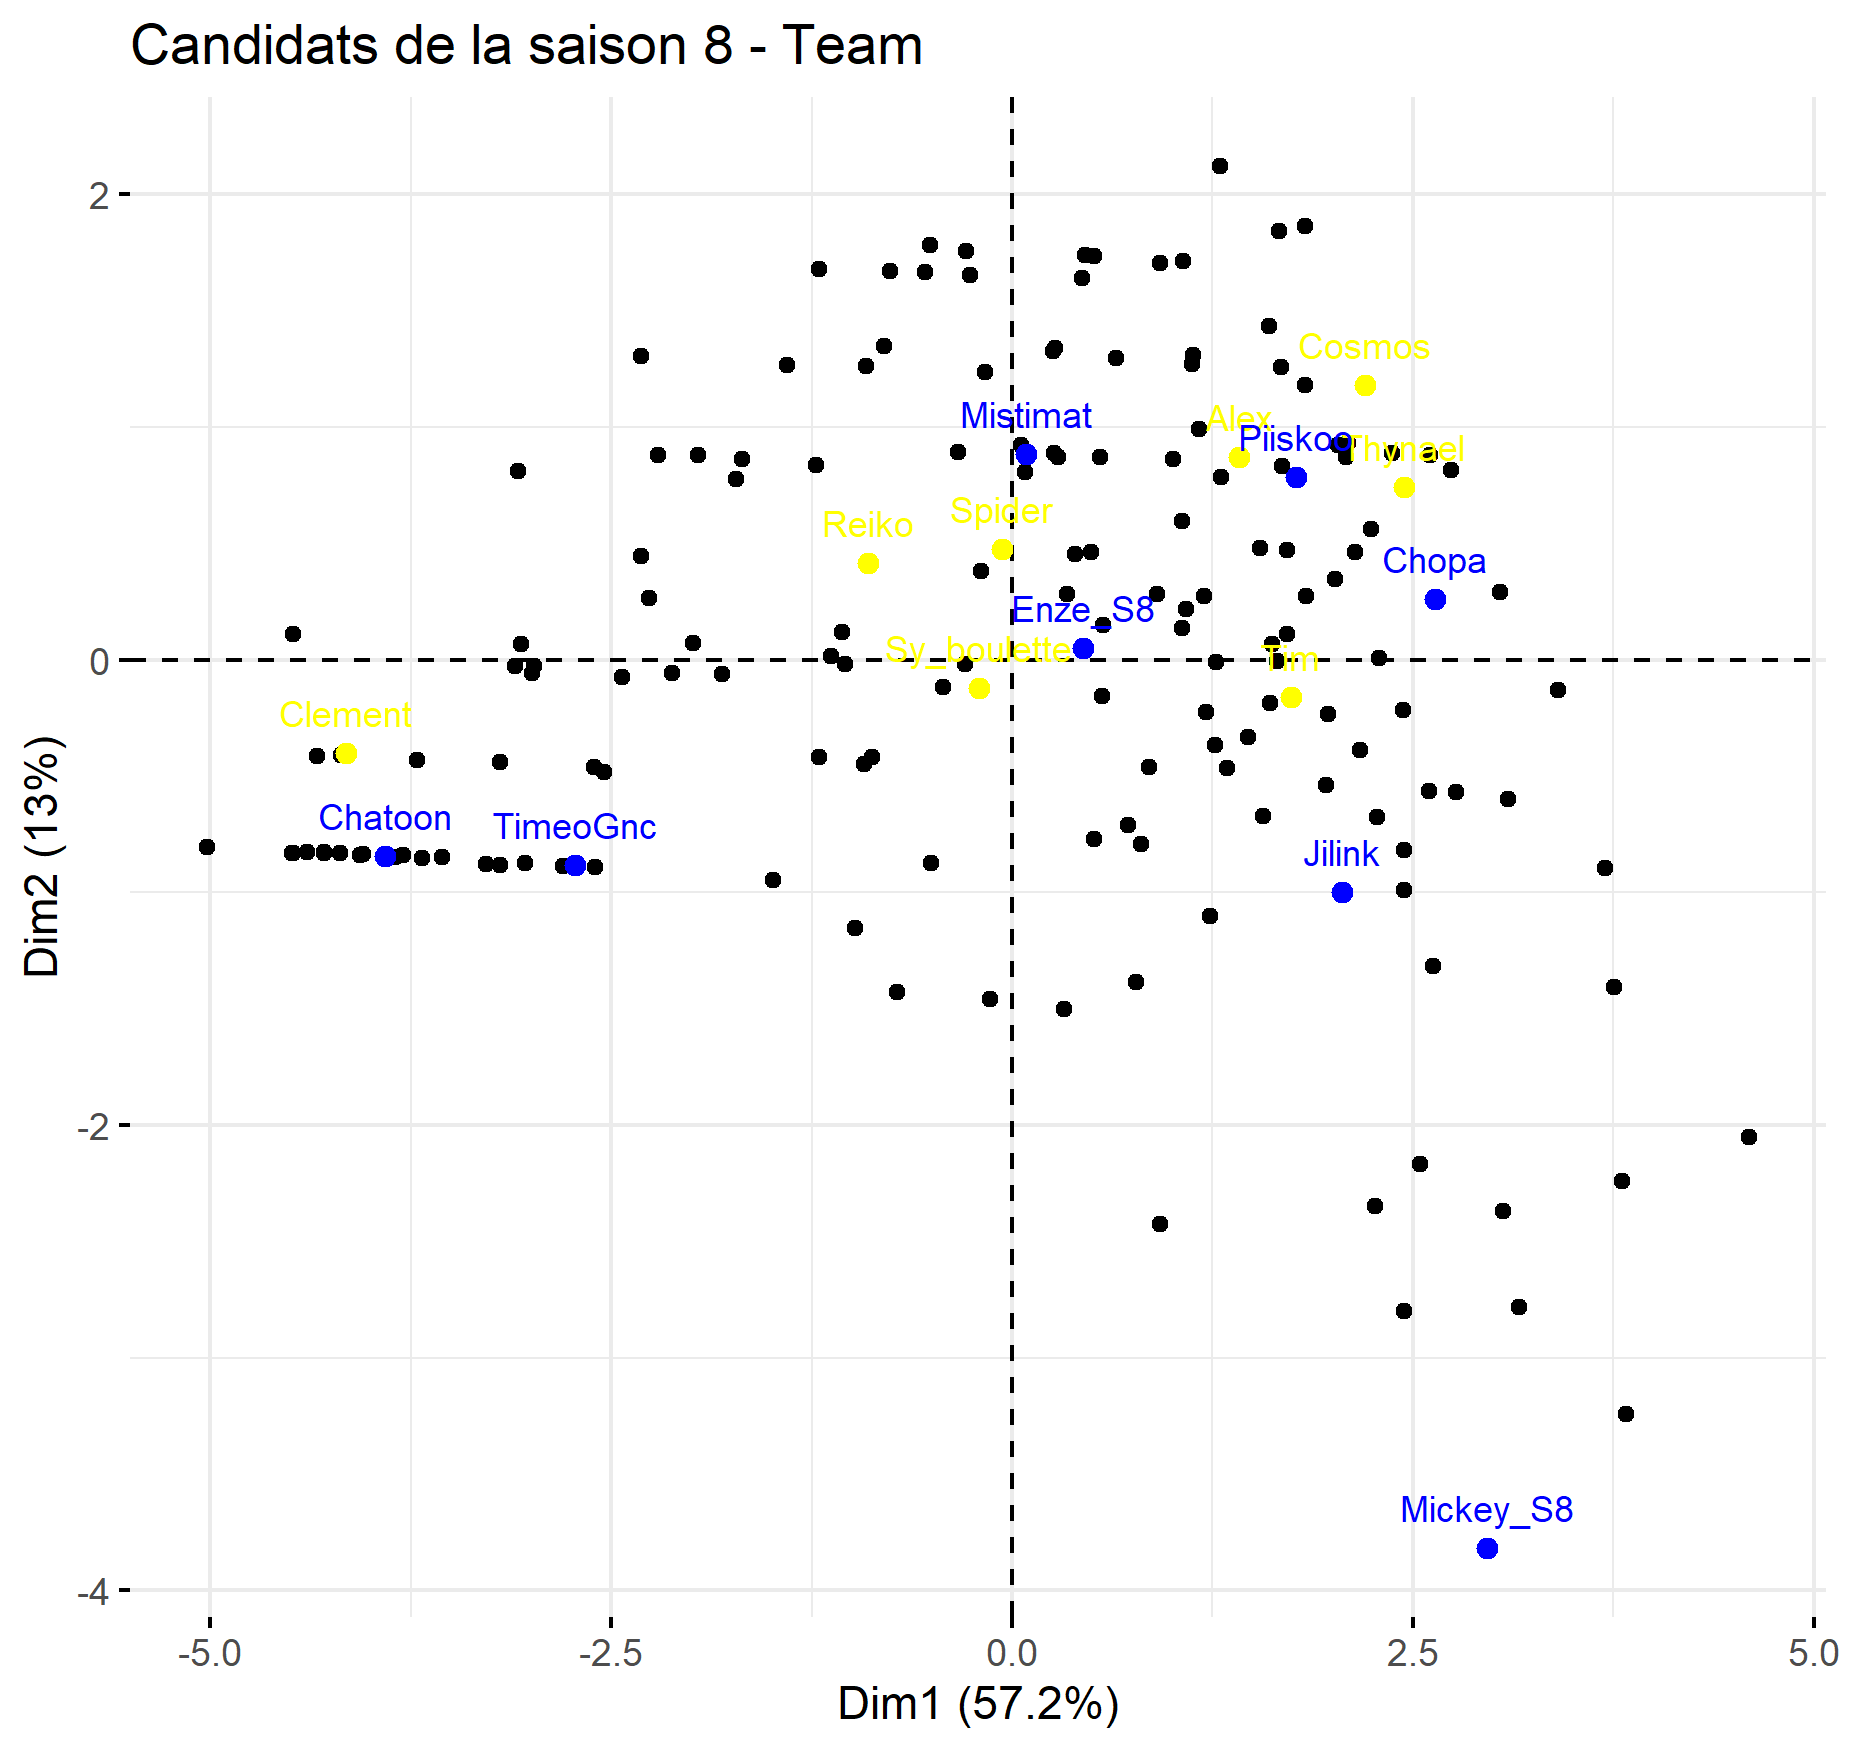 Candidats de la saison 8 - Team
2
Cosmos
Mistimat
Alex
Piiskoo
Thynael
Spider
Reiko
Chopa
Enze_S8
0
Sy_boulette
Tim
Clement
Chatoon
TimeoGnc
Jilink
Dim2 (13%)
-2
Mickey_S8
-4
-5.0
-2.5
0.0
2.5
5.0
Dim1 (57.2%)